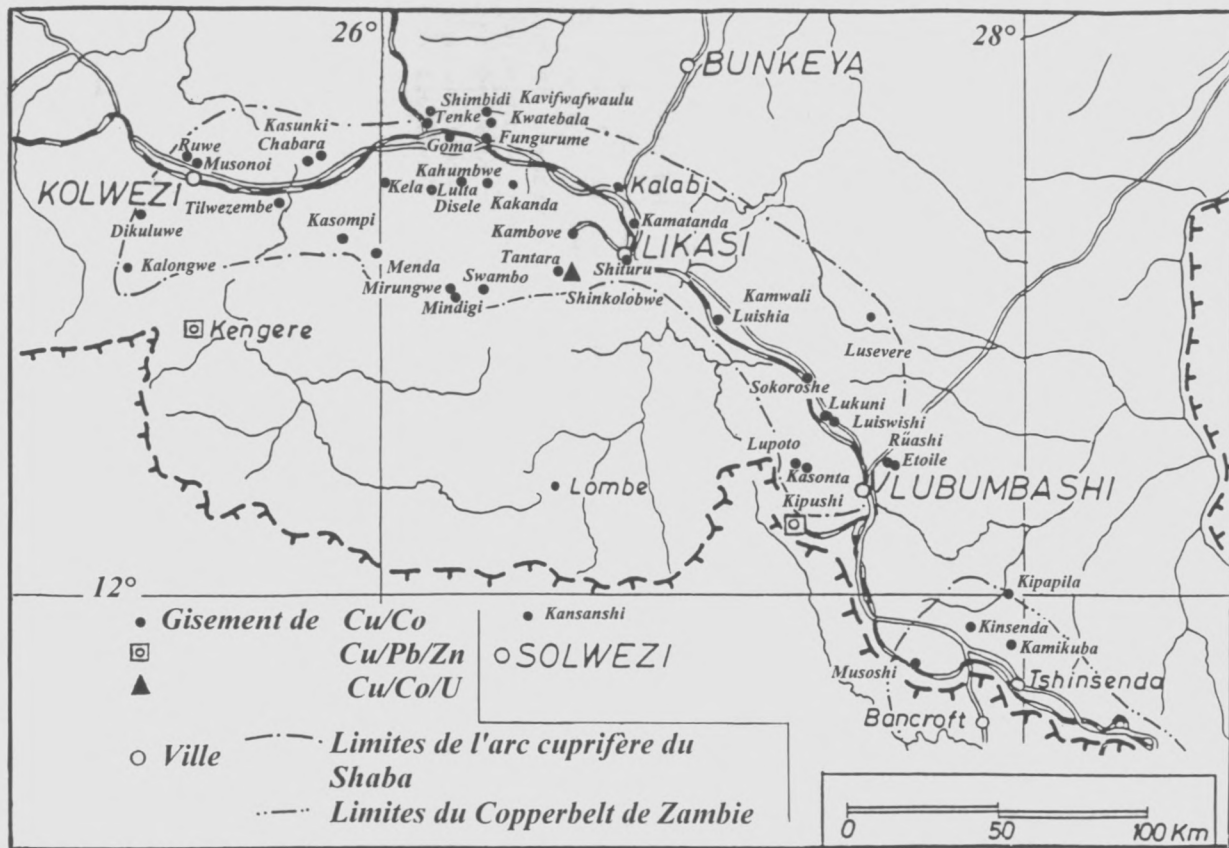 26°
28°
BUNKEYA
Shimbidi
Kavifwafwaulu
Tenke
Kwatebala
Kasunki
Chabara
Goma
Fungurume
Ruwe
Musonoi
Kahumbwe
Kalabi
KOLWEZI
Kela
Luita
Kakanda
Disele
Tilwezembe
Kasompi
Kamatanda
Dikuluwe
Kambove
LIKASI
Kalongwe
Menda
Tantara
Shituru
Mirungwe
Swambo
Mindigi
Shinkolobwe
Kamwali
Luishia
Kengere
Lusevere
Sokoroshe
Lukuni
Luiswishi
Rűashi
Lupoto
Etoile
Kasonta
Lombe
LUBUMBASHI
Kipushi
12°
Kipapila
Gisement de Cu/Co
Cu/Pb/Zn
Cu/Co/U
Kansanshi
SOLWEZI
Kinsenda
Kamikuba
Musoshi
Tshinsenda
Bancroft
Ville
Limites de l'arc cuprifère du
Shaba
Limites du Copperbelt de Zambie
0 50 100 Km